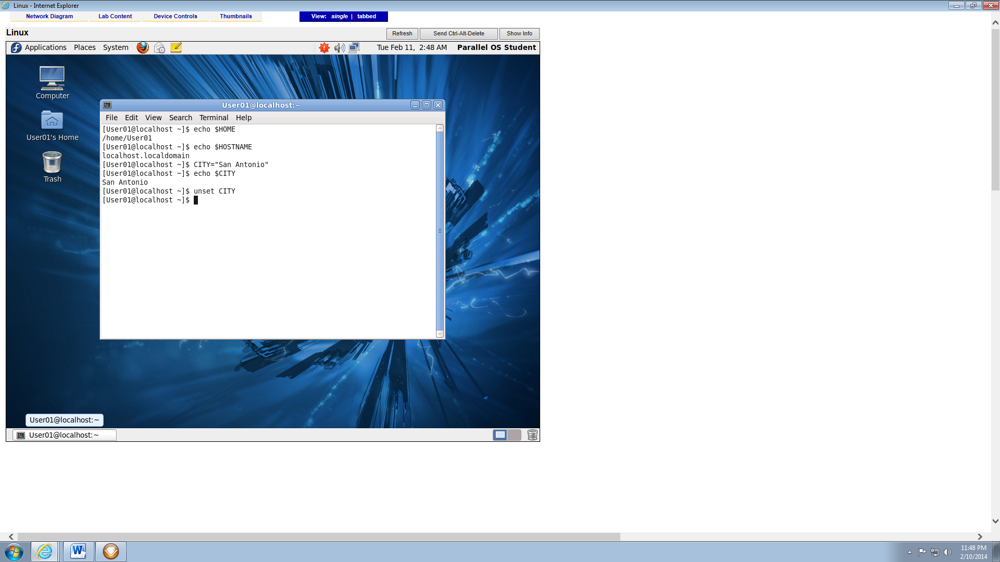 Linux - Internet Explorer
Network Diagram Lab Content Device Controls Thumbnails View: single | tabbed
Linux Refresh Send Ctrl-Alt-Delete Show Info
Applications Places System Tue Feb 11, 2:48 AM Parallel OS Student
Computer
User01's Home
Trash
User01@localhost:~
File Edit View Search Terminal Help
[User01@localhost ~]$ echo $HOME
/home/User01
[User01@localhost ~]$ echo $HOSTNAME
localhost.localdomain
[User01@localhost ~]$ CITY="San Antonio"
[User01@localhost ~]$ echo $CITY
San Antonio
[User01@localhost ~]$ unset CITY
[User01@localhost ~]$
User01@localhost:~
User01@localhost:~
11:48 PM
2/10/2014